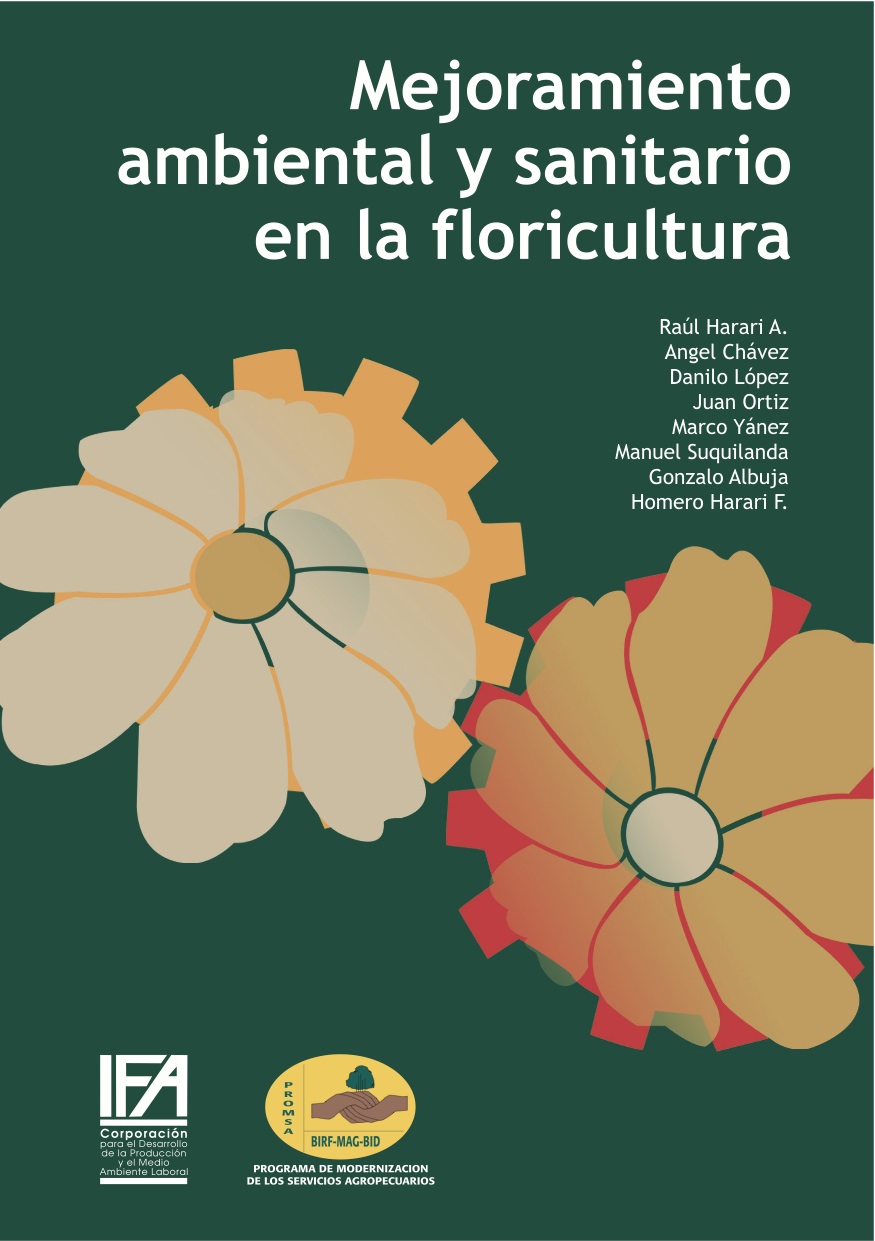 Mejoramiento
ambiental y sanitario
en la floricultura
Raúl Harari A.
Angel Chávez
Danilo López
Juan Ortiz
Marco Yánez
Manuel Suquilanda
Gonzalo Albuja
Homero Harari F.
IFA
Corporación
para el Desarrollo
de la Producción
y el Medio
Ambiente Laboral
PROMSA
BIRF-MAG-BID
PROGRAMA DE MODERNIZACION
DE LOS SERVICIOS AGROPECUARIOS